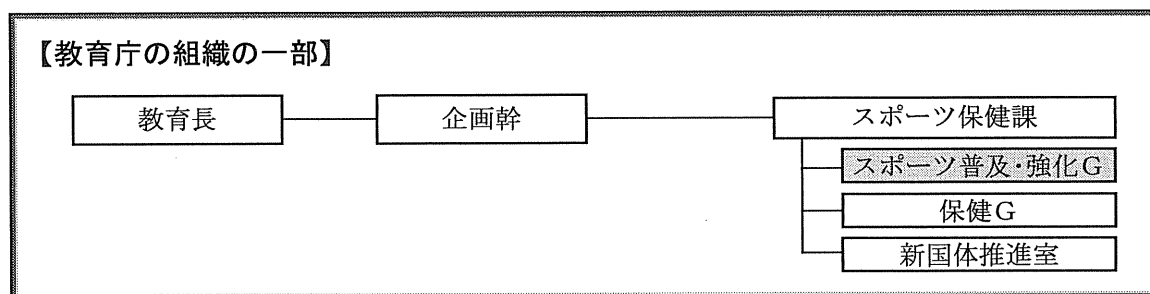 【教育庁の組織の一部】
教育長
企画幹
スポーツ保健課
スポーツ普及・強化G
保健G
新国体推進室